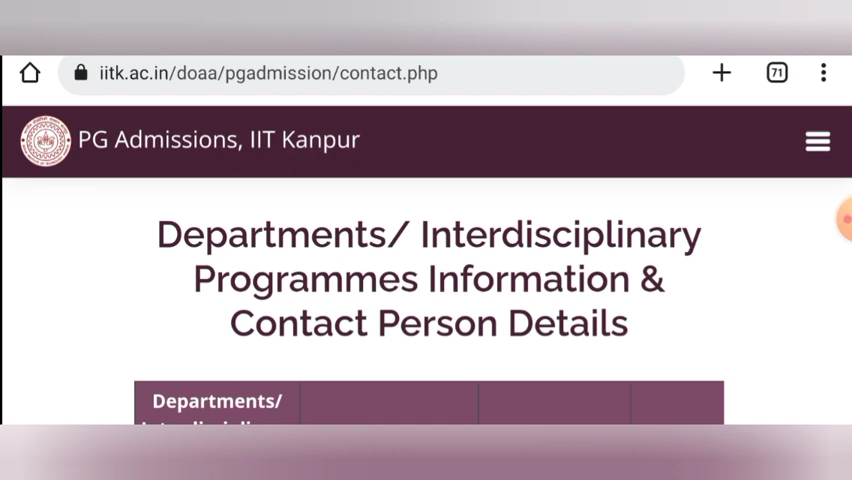 iitk.ac.in/doaa/pgadmission/contact.php
71
PG Admissions, IIT Kanpur
Departments/ Interdisciplinary
Programmes Information &
Contact Person Details
Departments/